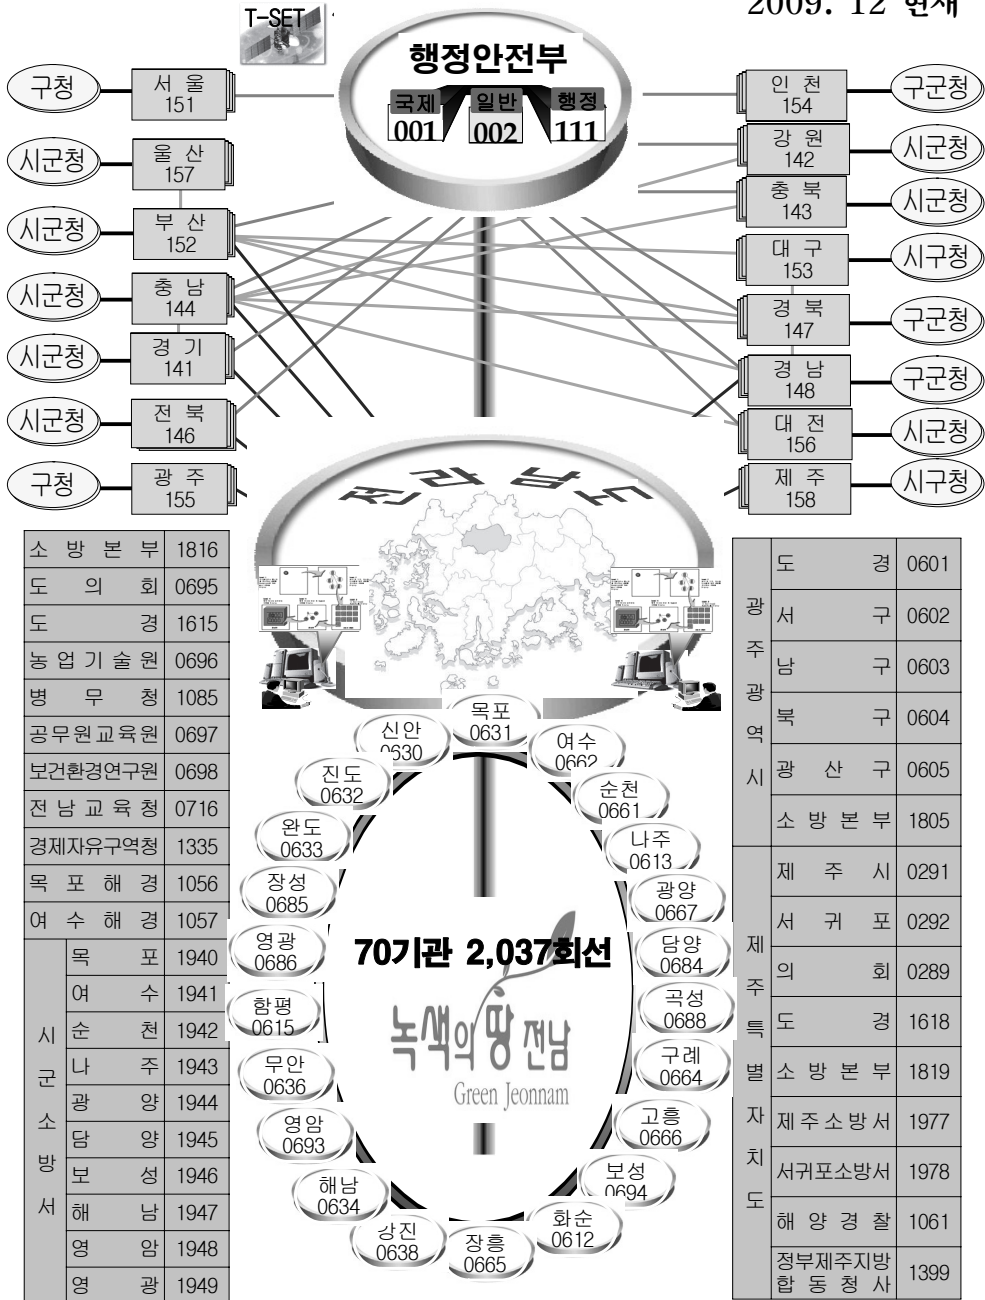 2009. 12 현재
T-SET
행정안전부
국제 일반 행정
001 002 111
구청 서 울 151
시군청 울 산 157
시군청 부 산 152
시군청 충 남 144
시군청 경 기 141
시군청 전 북 146
구청 광 주 155
인 천 154 구군청
강 원 142 시군청
충 북 143 시군청
대 구 153 시구청
경 북 147 구군청
경 남 148 구군청
대 전 156 시군청
제 주 158 시구청
전라남도
소 방 본 부 1816
도 의 회 0695
도 경 1615
농 업 기 술 원 0696
병 무 청 1085
공무원교육원 0697
보건환경연구원 0698
전 남 교 육 청 0716
경제자유구역청 1335
목 포 해 경 1056
여 수 해 경 1057
시 군 소 방 서
목 포 1940
여 수 1941
순 천 1942
나 주 1943
광 양 1944
담 양 1945
보 성 1946
해 남 1947
영 암 1948
영 광 1949
목포 0631
여수 0662
순천 0661
나주 0613
광양 0667
담양 0684
곡성 0688
구례 0664
고흥 0666
보성 0694
화순 0612
장흥 0665
강진 0638
해남 0634
영암 0693
무안 0636
함평 0615
영광 0686
장성 0685
완도 0633
진도 0632
신안 0630
70기관 2,037회선
녹색의 땅 전남
Green Jeonnam
광 주 광 역 시
도 경 0601
서 구 0602
남 구 0603
북 구 0604
광 산 구 0605
소 방 본 부 1805
제 주 특 별 자 치 도
제 주 시 0291
서 귀 포 0292
의 회 0289
도 경 1618
소 방 본 부 1819
제 주 소 방 서 1977
서귀포소방서 1978
해 양 경 찰 1061
정부제주지방
합 동 청 사 1399